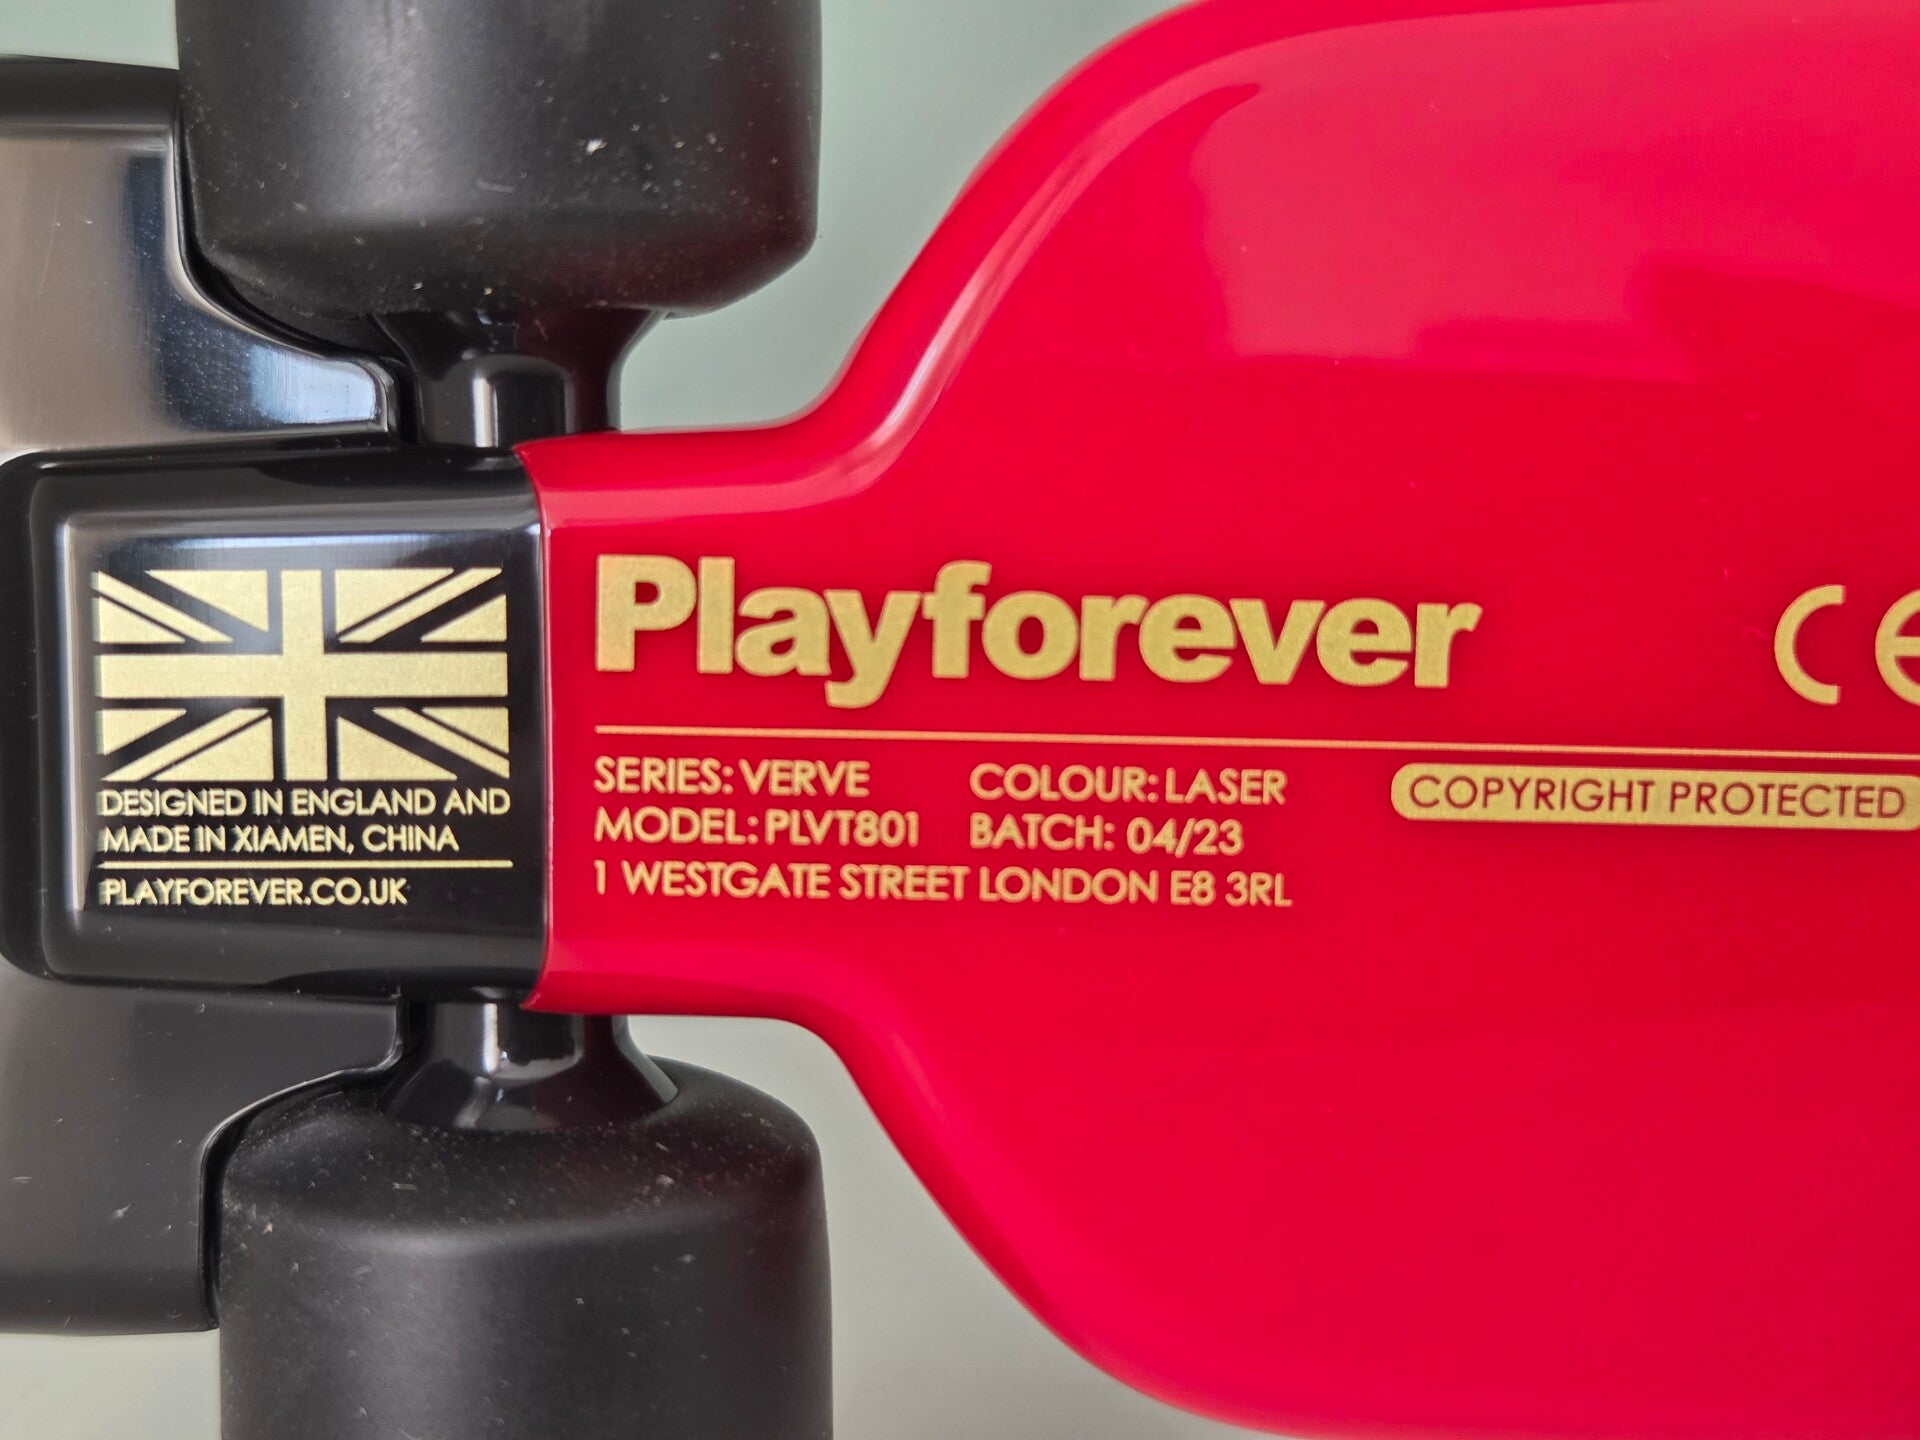 DESIGNED IN ENGLAND AND
MADE IN XIAMEN, CHINA
PLAYFOREVER.CO.UK
Playforever
CE
SERIES: VERVE
COLOUR: LASER
MODEL: PLVT801
BATCH: 04/23
1 WESTGATE STREET LONDON E8 3RL
COPYRIGHT PROTECTED